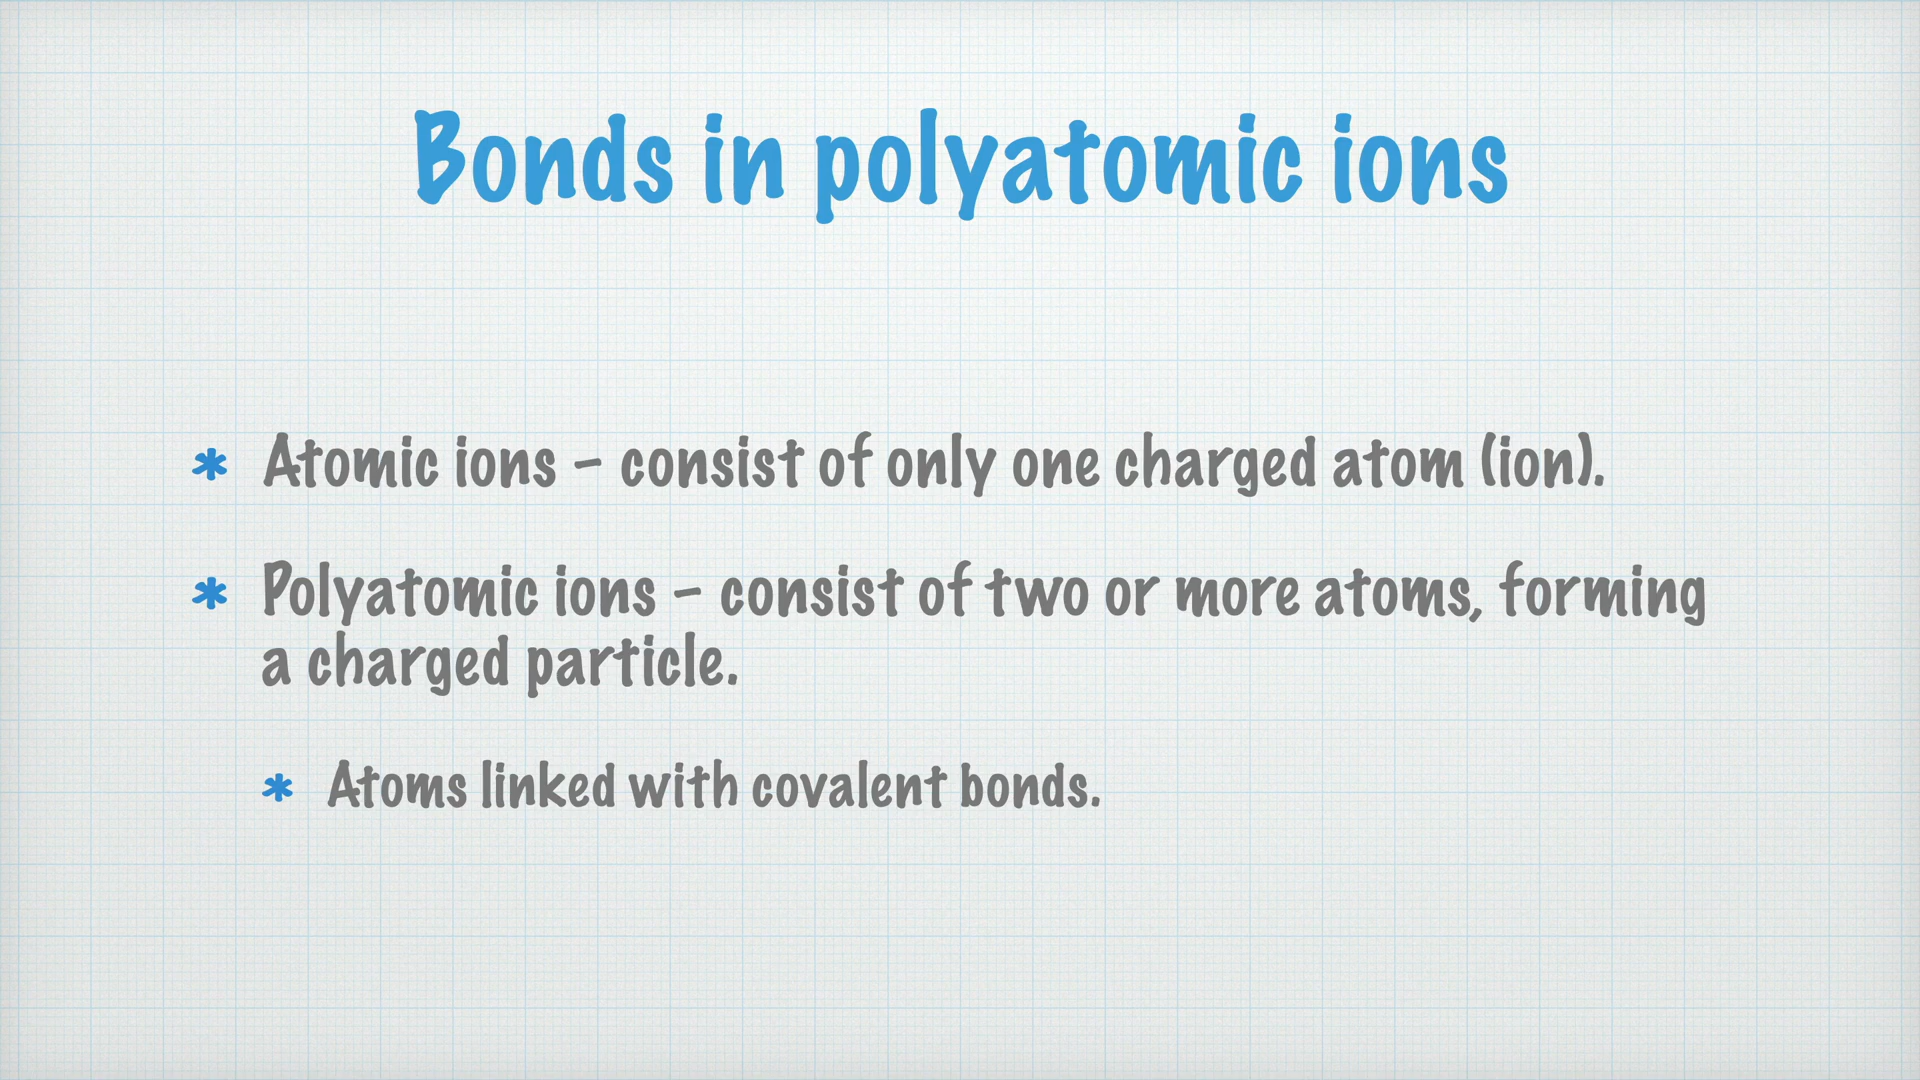 Bonds in polyatomic ions
* Atomic ions – consist of only one charged atom (ion).
* Polyatomic ions – consist of two or more atoms, forming
a charged particle.
* Atoms linked with covalent bonds.